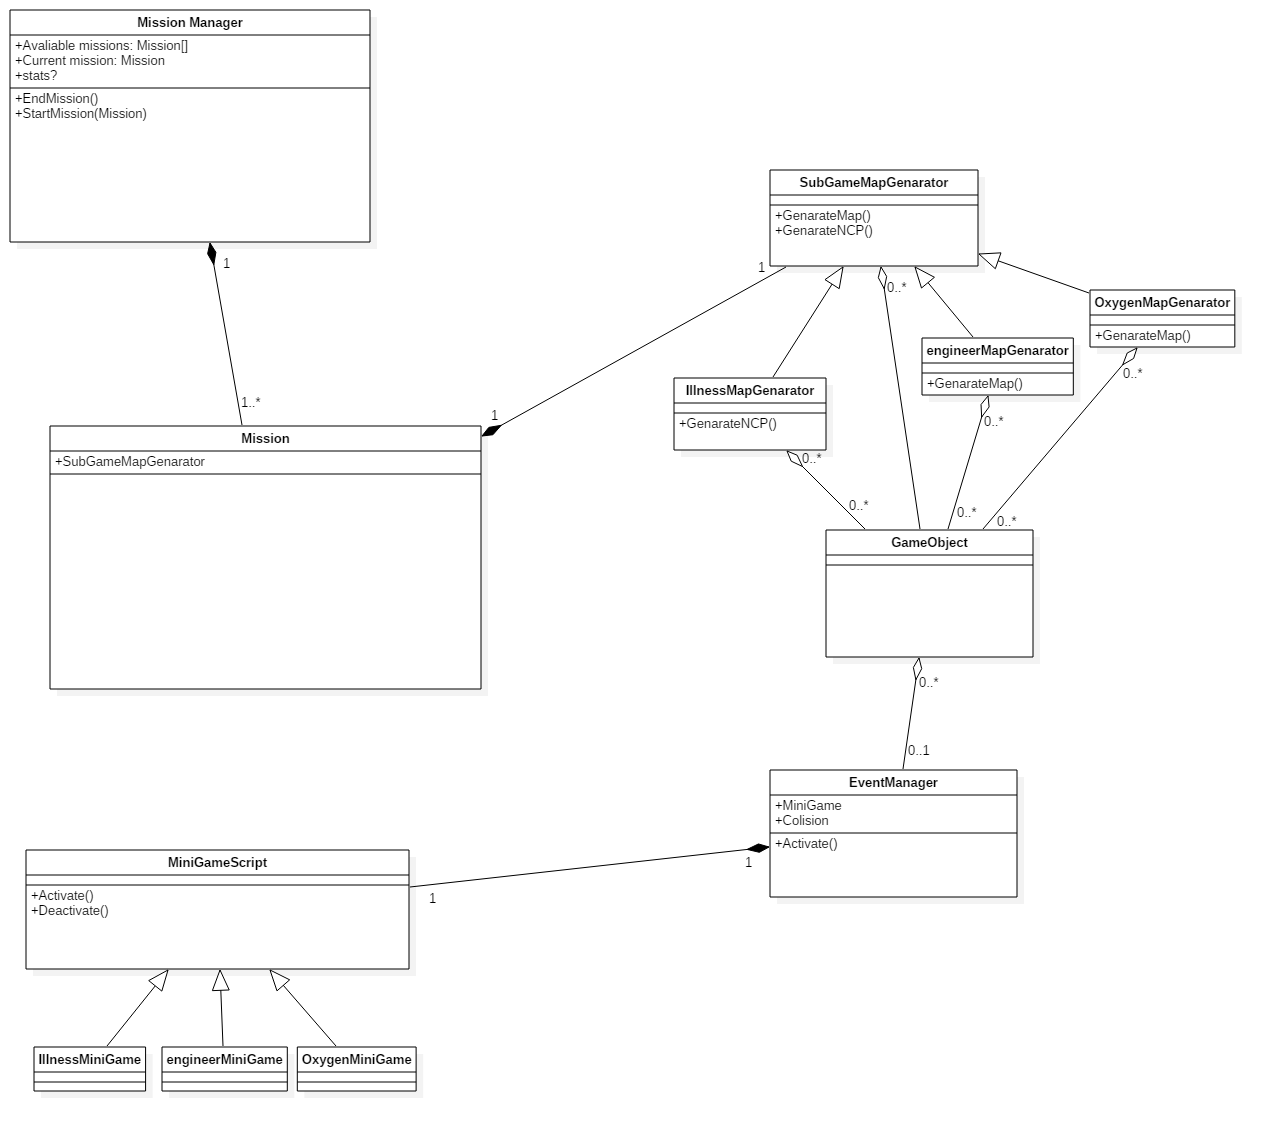 Mission Manager
+Avaliable missions: Mission[]
+Current mission: Mission
+stats?
+EndMission()
+StartMission(Mission)
1
1..*
Mission
+SubGameMapGenarator
1
1
SubGameMapGenarator
+GenarateMap()
+GenarateNCP()
0..*
OxygenMapGenarator
+GenarateMap()
0..*
engineerMapGenarator
+GenarateMap()
0..*
IllnessMapGenarator
+GenarateNCP()
0..*
0..*
0..*
0..*
GameObject
0..*
0..1
EventManager
+MiniGame
+Colision
+Activate()
1
1
MiniGameScript
+Activate()
+Deactivate()
IllnessMiniGame
engineerMiniGame
OxygenMiniGame